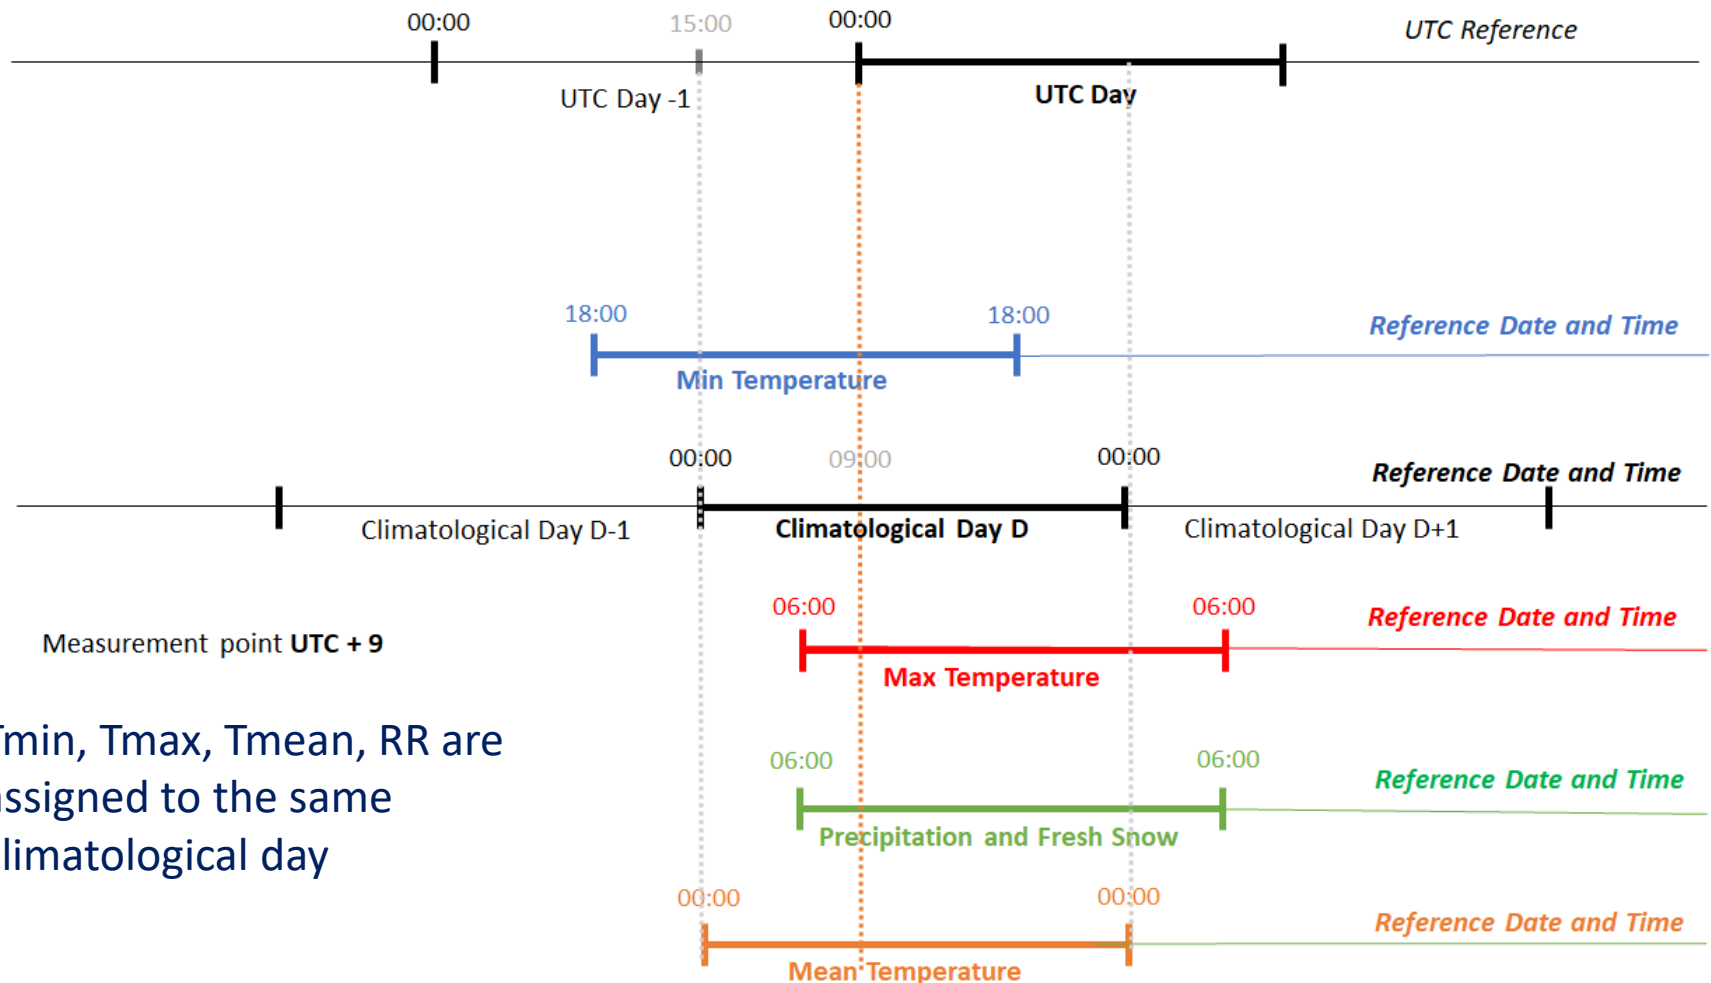 00:00
15:00
00:00
UTC Reference
UTC Day -1
UTC Day
18:00
18:00
Reference Date and Time
Min Temperature
00:00
09:00
00:00
Reference Date and Time
Climatological Day D-1
Climatological Day D
Climatological Day D+1
06:00
06:00
Reference Date and Time
Measurement point UTC + 9
Max Temperature
Tmin, Tmax, Tmean, RR are
assigned to the same
climatological day
06:00
06:00
Reference Date and Time
Precipitation and Fresh Snow
00:00
00:00
Reference Date and Time
Mean Temperature